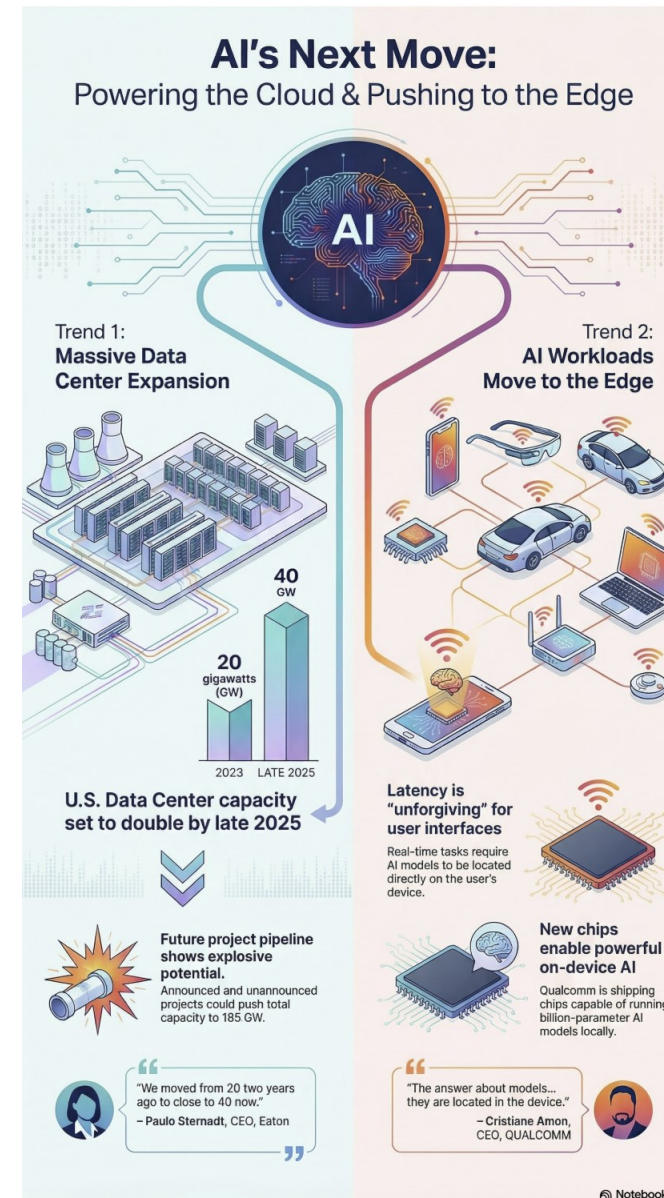 AI's Next Move:
Powering the Cloud & Pushing to the Edge
AI
Trend 1:
Massive Data
Center Expansion
40
GW
20
gigawatts
(GW)
2023 LATE 2025
U.S. Data Center capacity
set to double by late 2025
Future project pipeline
shows explosive
potential.
Announced and unannounced
projects could push total
capacity to 185 GW.
“We moved from 20 two years
ago to close to 40 now.”
– Paulo Sternadt, CEO, Eaton
Trend 2:
AI Workloads
Move to the Edge
Latency is
“unforgiving” for
user interfaces
Real-time tasks require
AI models to be located
directly on the user's
device.
New chips
enable powerful
on-device AI
Qualcomm is shipping
chips capable of running
billion-parameter AI
models locally.
“The answer about models...
they are located in the device.”
– Cristiane Amon,
CEO, QUALCOMM
Notebook